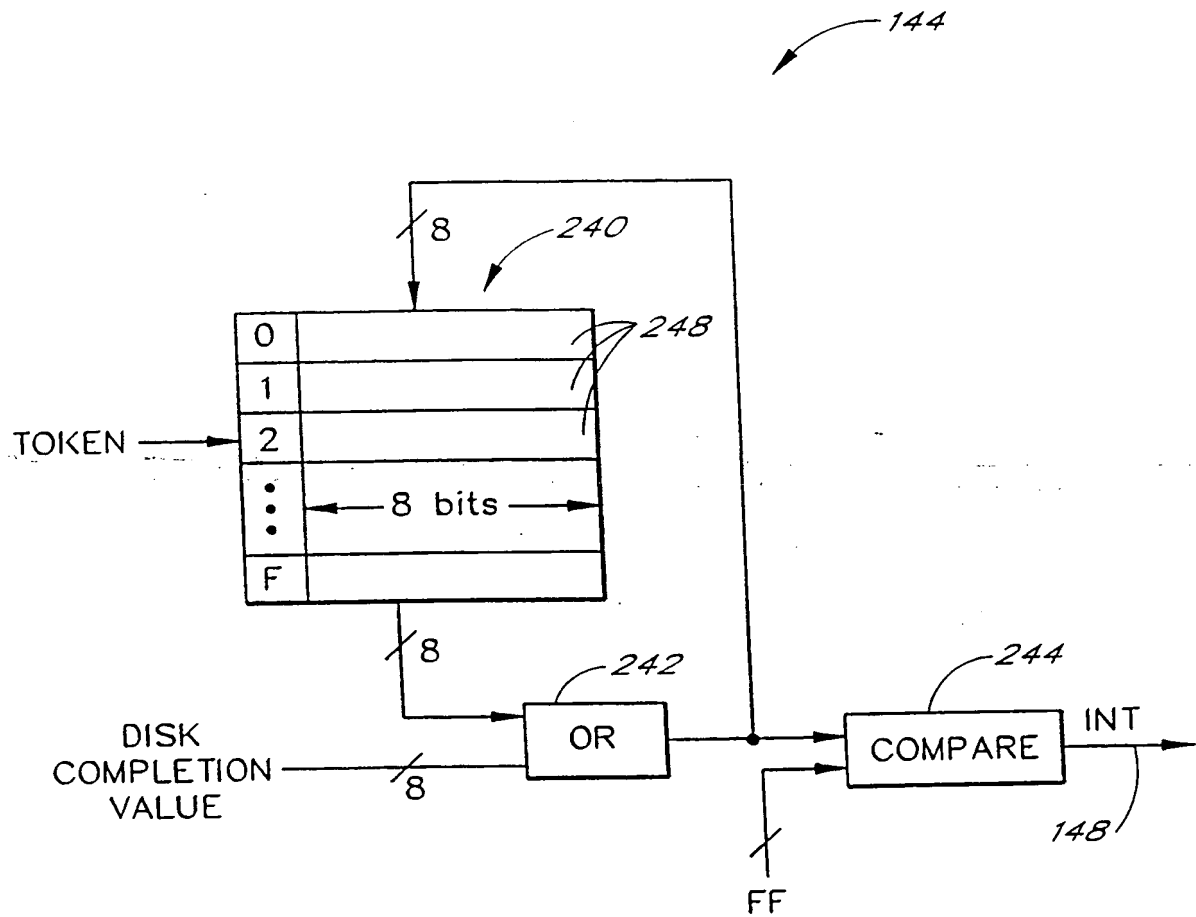 144
8
240
0
248
1
TOKEN
2
8 bits
F
8
242
244
OR
INT
DISK
COMPLETION
VALUE
COMPARE
8
148
FF